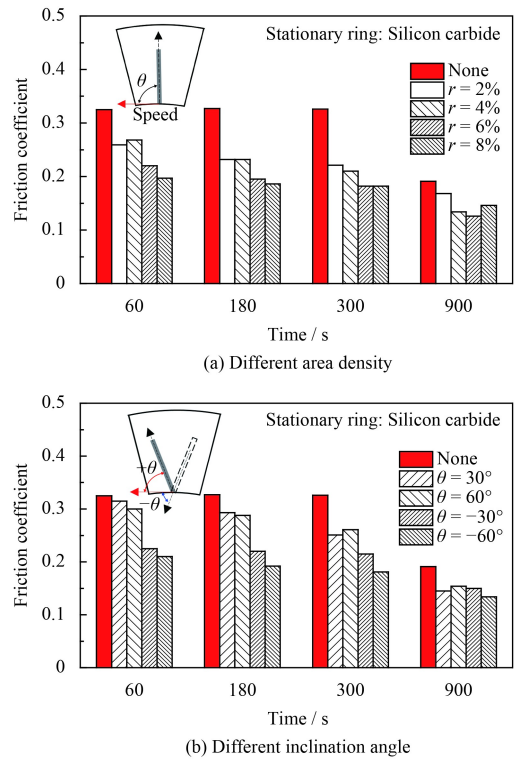 0.5
Stationary ring: Silicon carbide
0.4
None
r = 2%
r = 4%
r = 6%
r = 8%
θ
Speed
0.3
0.2
0.1
0
Friction coefficient
60 180 300 900
Time / s
(a) Different area density
0.5
Stationary ring: Silicon carbide
0.4
None
θ = 30°
θ = 60°
θ = −30°
θ = −60°
+θ
−θ
0.3
0.2
0.1
0
Friction coefficient
60 180 300 900
Time / s
(b) Different inclination angle